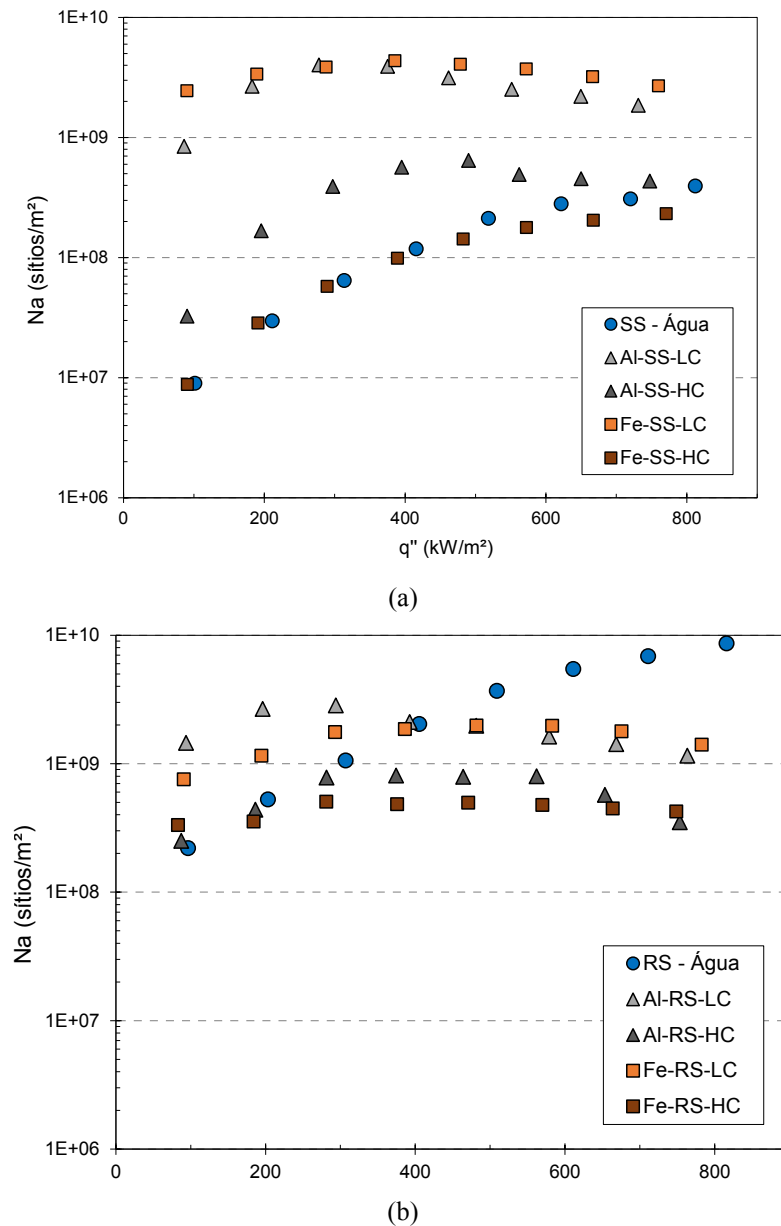 1E+10
1E+09
1E+08
1E+07
1E+06
Na (sítios/m²)
SS - Água
Al-SS-LC
Al-SS-HC
Fe-SS-LC
Fe-SS-HC
0 200 400 600 800
q" (kW/m²)
(a)
1E+10
1E+09
1E+08
1E+07
1E+06
Na (sítios/m²)
RS - Água
Al-RS-LC
Al-RS-HC
Fe-RS-LC
Fe-RS-HC
0 200 400 600 800
(b)